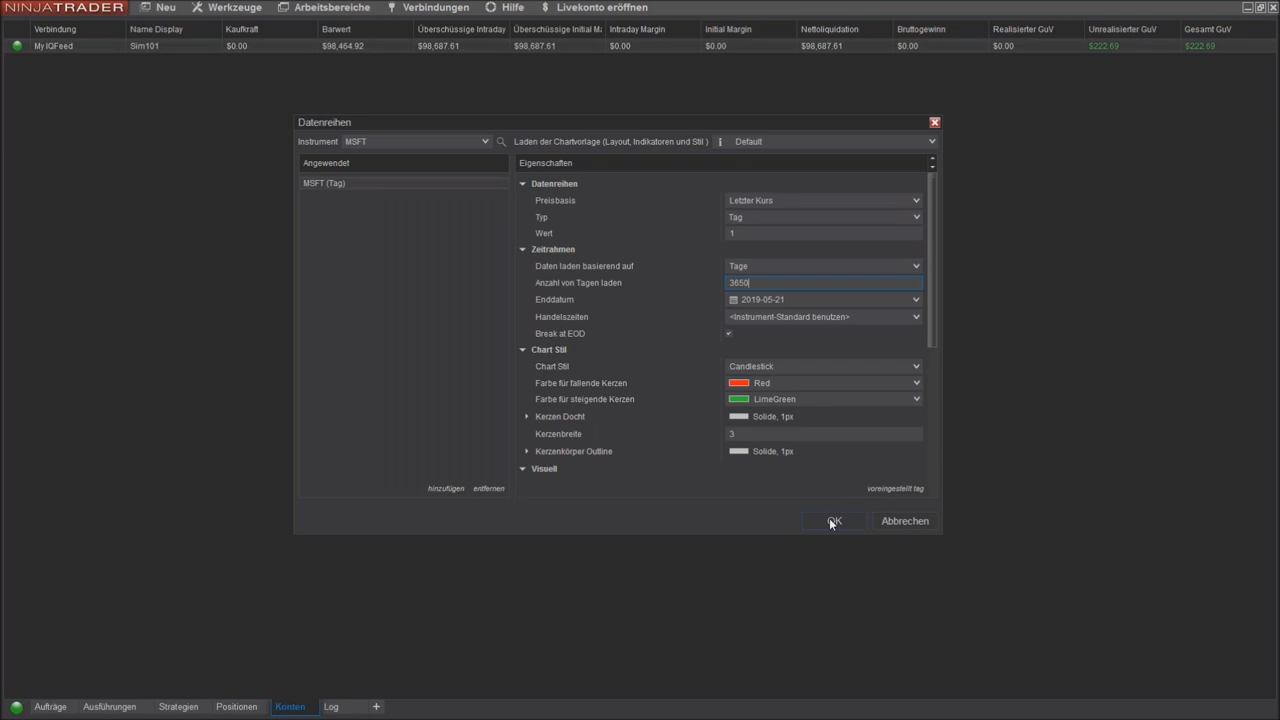 NINJATRADER Neu Werkzeuge Arbeitsbereiche Verbindungen Hilfe Livekonto eröffnen
Verbindung Name Display Kaufkraft Barwert Überschüssige Intraday Überschüssige Initial Ma Intraday Margin Initial Margin Nettoliquidation Bruttogewinn Realisierter GuV Unrealisierter GuV Gesamt GuV
My IQFeed Sim101 $0.00 $98,464.92 $98,687.61 $98,687.61 $0.00 $0.00 $98,687.61 $0.00 $0.00 $222.69 $222.69
Datenreihen
Instrument MSFT Laden der Chartvorlage (Layout, Indikatoren und Stil ) Default
Angewendet Eigenschaften
MSFT (Tag) Datenreihen
Preisbasis Letzter Kurs
Typ Tag
Wert 1
Zeitrahmen
Daten laden basierend auf Tage
Anzahl von Tagen laden 3650
Enddatum 2019-05-21
Handelszeiten <Instrument-Standard benutzen>
Break at EOD
Chart Stil
Chart Stil Candlestick
Farbe für fallende Kerzen Red
Farbe für steigende Kerzen LimeGreen
Kerzen Docht Solide, 1px
Kerzenbreite 3
Kerzenkörper Outline Solide, 1px
Visuell
hinzufügen entfernen voreingestellt tag
OK Abbrechen
Aufträge Ausführungen Strategien Positionen Konten Log +